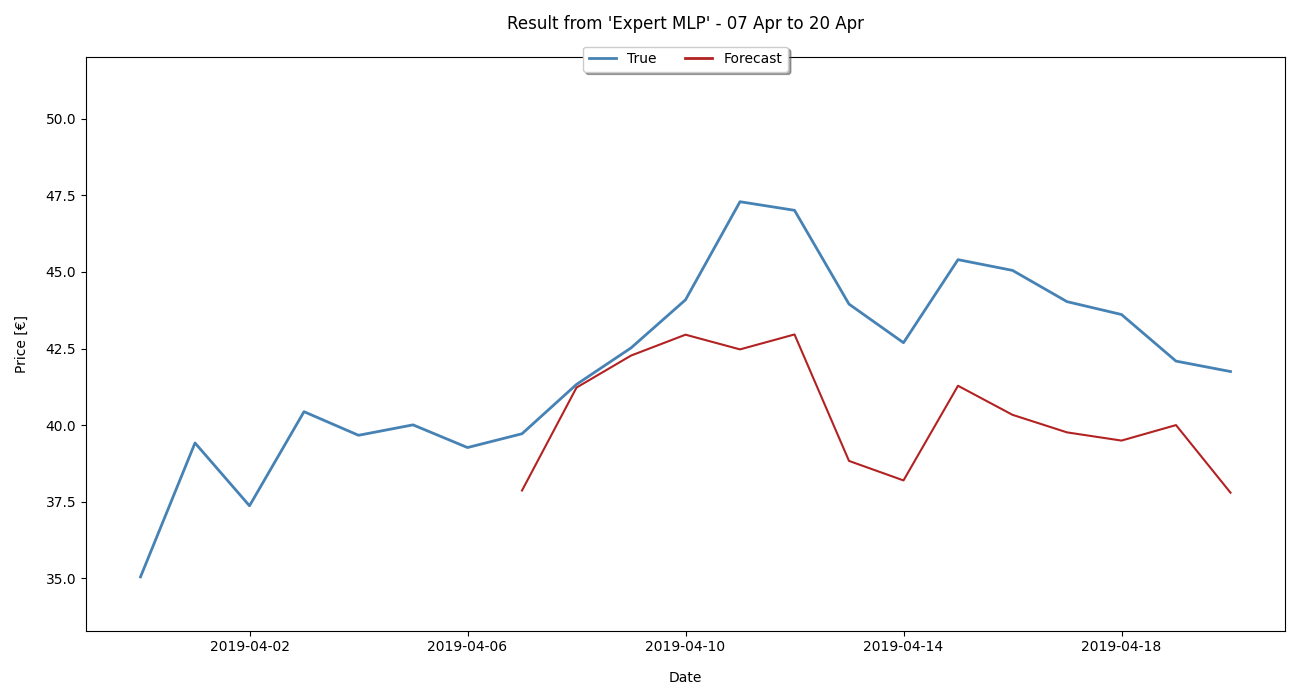 Result from 'Expert MLP' - 07 Apr to 20 Apr
True Forecast
50.0
47.5
45.0
42.5
40.0
37.5
35.0
Price [€]
2019-04-02 2019-04-06 2019-04-10 2019-04-14 2019-04-18
Date